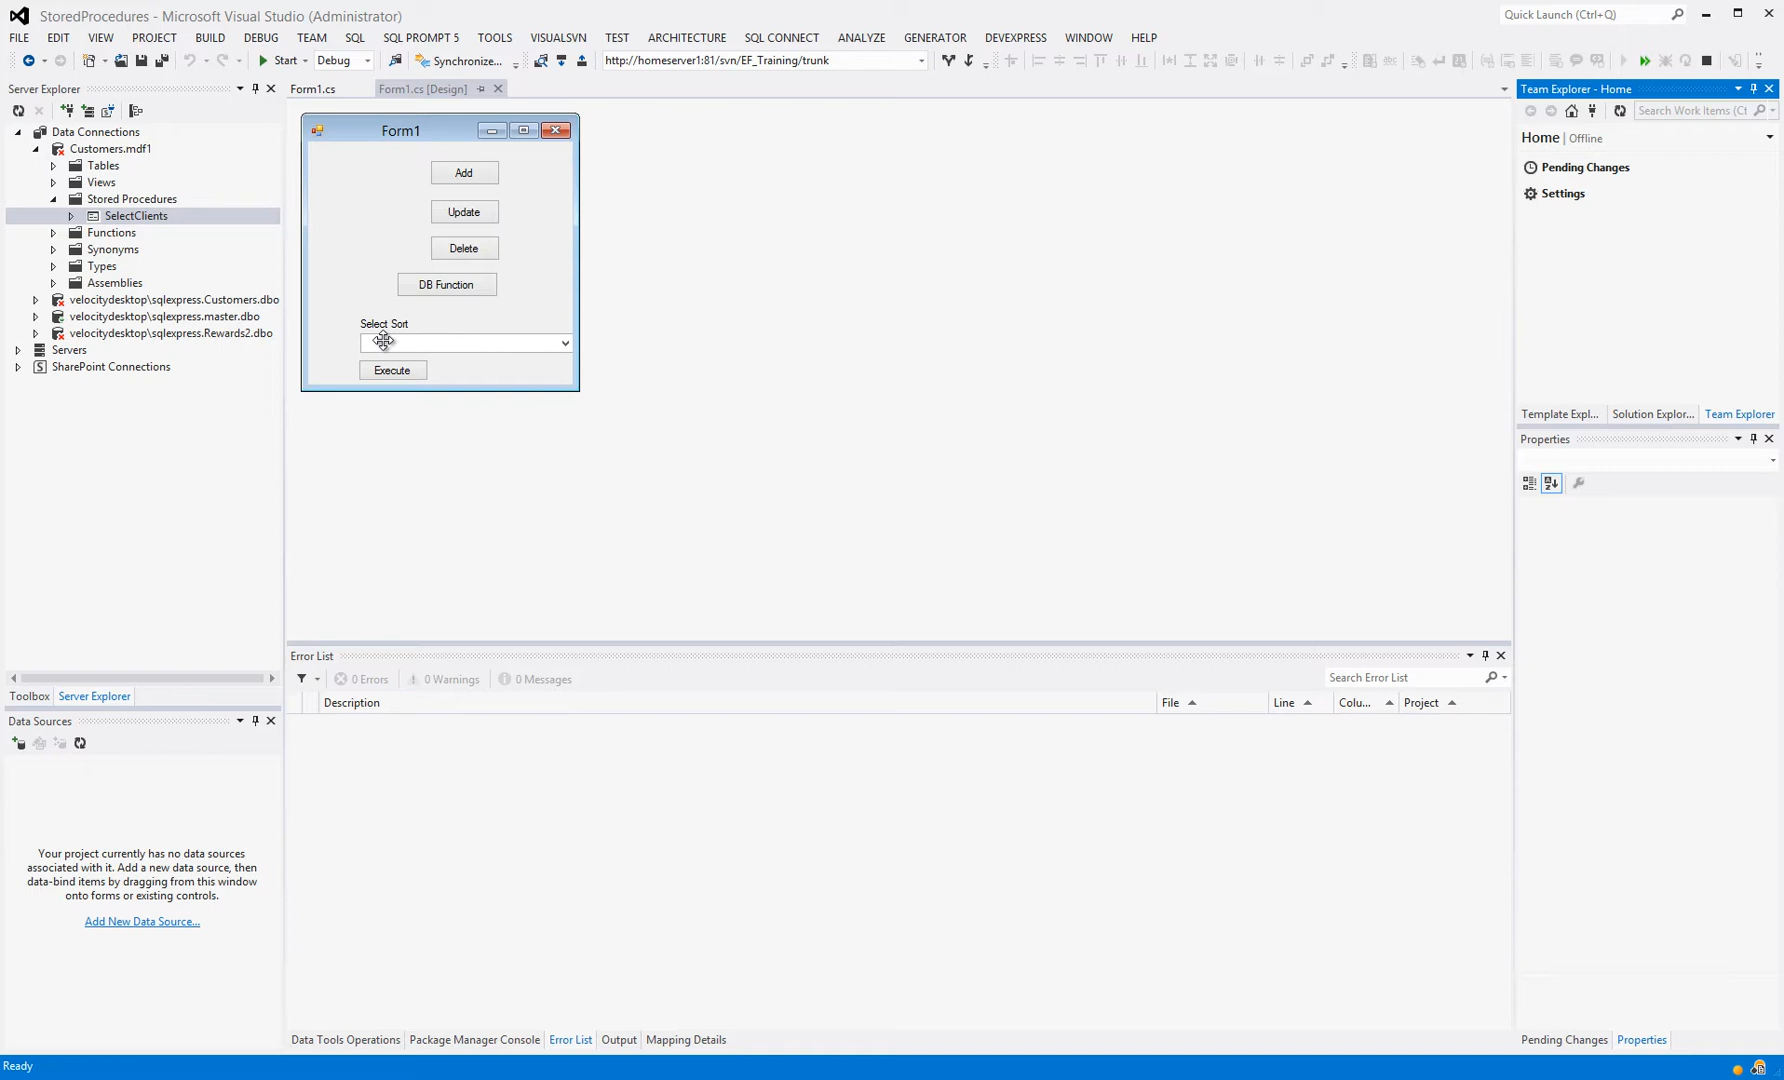 StoredProcedures - Microsoft Visual Studio (Administrator)
Quick Launch (Ctrl+Q)
FILE EDIT VIEW PROJECT BUILD DEBUG TEAM SQL SQL PROMPT 5 TOOLS VISUALSVN TEST ARCHITECTURE SQL CONNECT ANALYZE GENERATOR DEVEXPRESS WINDOW HELP
Start Debug Synchronize... http://homeserver1:81/svn/EF_Training/trunk
Server Explorer
Form1.cs
Form1.cs [Design]
Team Explorer - Home
Search Work Items (Ct
Data Connections
Customers.mdf1
Tables
Views
Stored Procedures
SelectClients
Functions
Synonyms
Types
Assemblies
velocitydesktop\sqlexpress.Customers.dbo
velocitydesktop\sqlexpress.master.dbo
velocitydesktop\sqlexpress.Rewards2.dbo
Servers
SharePoint Connections
Form1
Add
Update
Delete
DB Function
Select Sort
Execute
Home | Offline
Pending Changes
Settings
Template Expl... Solution Explor... Team Explorer
Properties
Toolbox Server Explorer
Data Sources
Your project currently has no data sources
associated with it. Add a new data source, then
data-bind items by dragging from this window
onto forms or existing controls.
Add New Data Source...
Error List
0 Errors 0 Warnings 0 Messages
Search Error List
Description File Line Colu... Project
Data Tools Operations Package Manager Console Error List Output Mapping Details
Pending Changes Properties
Ready